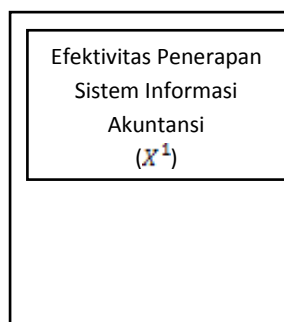 Efektivitas Penerapan
Sistem Informasi
Akuntansi
(X¹)